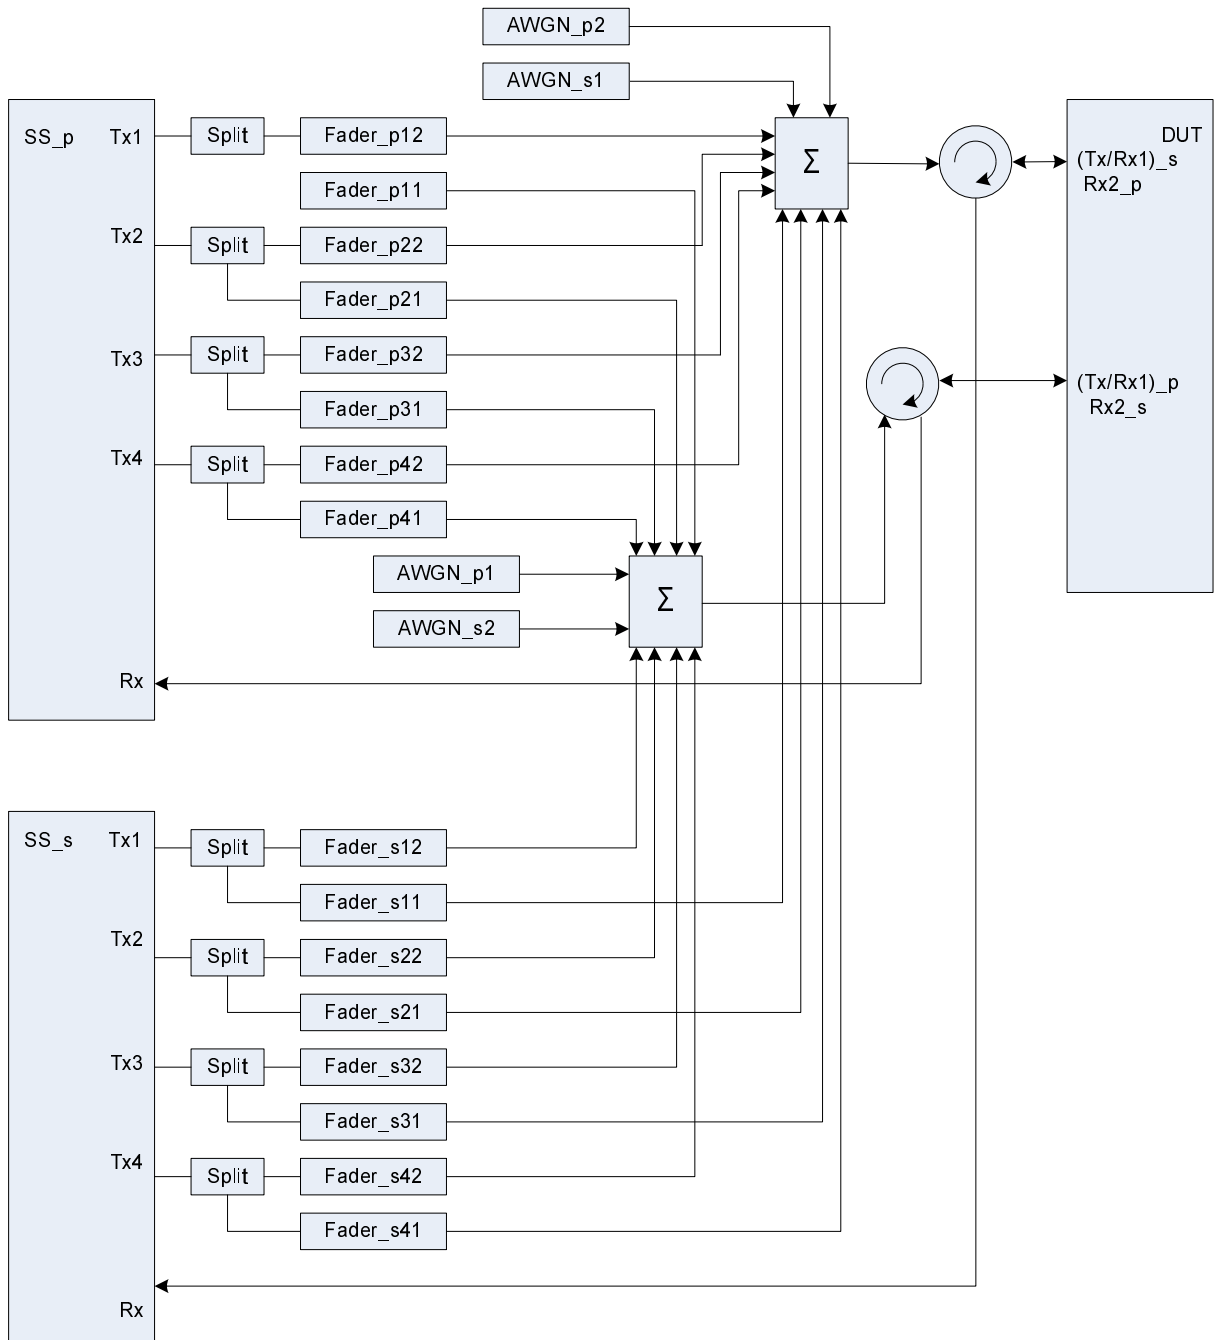 AWGN_p2
AWGN_s1
SS_p
Tx1
Split
Fader_p12
Σ
DUT
(Tx/Rx1)_s
Rx2_p
Fader_p11
Tx2
Split
Fader_p22
Fader_p21
Tx3
Split
Fader_p32
(Tx/Rx1)_p
Rx2_s
Fader_p31
Tx4
Split
Fader_p42
Fader_p41
AWGN_p1
Σ
AWGN_s2
Rx
SS_s
Tx1
Split
Fader_s12
Fader_s11
Tx2
Split
Fader_s22
Fader_s21
Tx3
Split
Fader_s32
Fader_s31
Tx4
Split
Fader_s42
Fader_s41
Rx